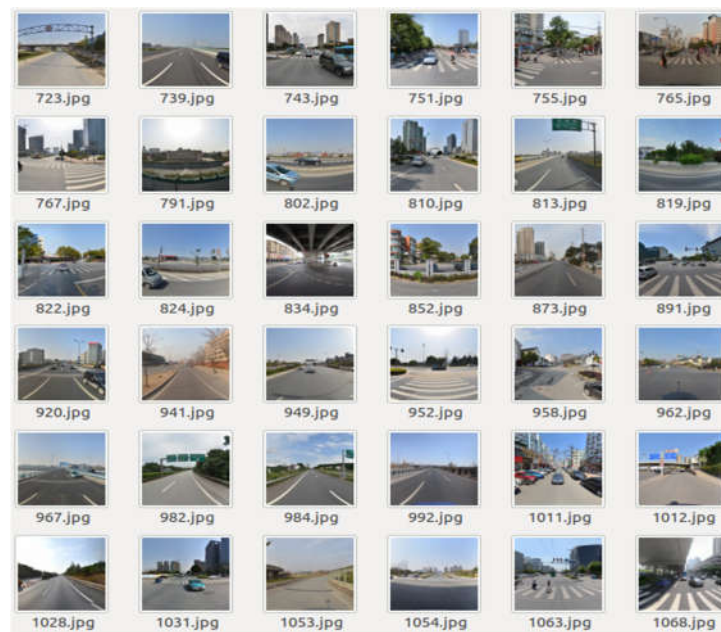 723.jpg 739.jpg 743.jpg 751.jpg 755.jpg 765.jpg
767.jpg 791.jpg 802.jpg 810.jpg 813.jpg 819.jpg
822.jpg 824.jpg 834.jpg 852.jpg 873.jpg 891.jpg
920.jpg 941.jpg 949.jpg 952.jpg 958.jpg 962.jpg
967.jpg 982.jpg 984.jpg 992.jpg 1011.jpg 1012.jpg
1028.jpg 1031.jpg 1053.jpg 1054.jpg 1063.jpg 1068.jpg